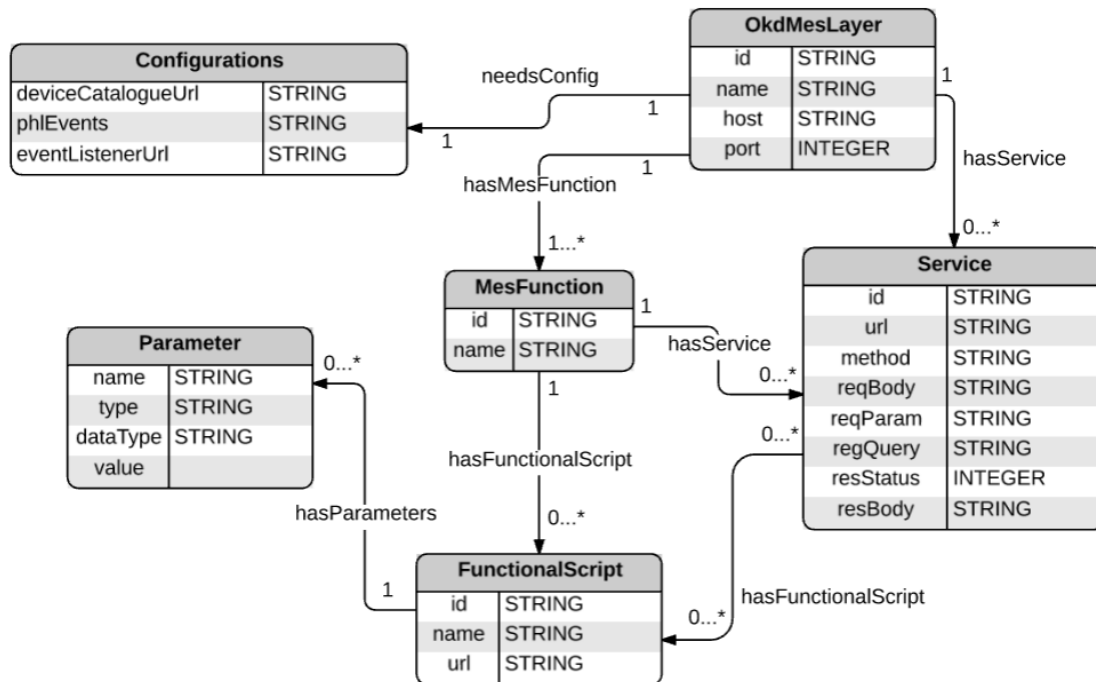 Configurations
deviceCatalogueUrl STRING
phlEvents STRING
eventListenerUrl STRING
needsConfig
1
1
OkdMesLayer
id STRING
name STRING
host STRING
port INTEGER
1
hasService
0...*
1
hasMesFunction
1...*
MesFunction
id STRING
name STRING
1
hasService
0...*
Service
id STRING
url STRING
method STRING
reqBody STRING
reqParam STRING
regQuery STRING
resStatus INTEGER
resBody STRING
Parameter
name STRING
type STRING
dataType STRING
value
0...*
hasParameters
1
1
hasFunctionalScript
0...*
0...*
hasFunctionalScript
0...*
FunctionalScript
id STRING
name STRING
url STRING